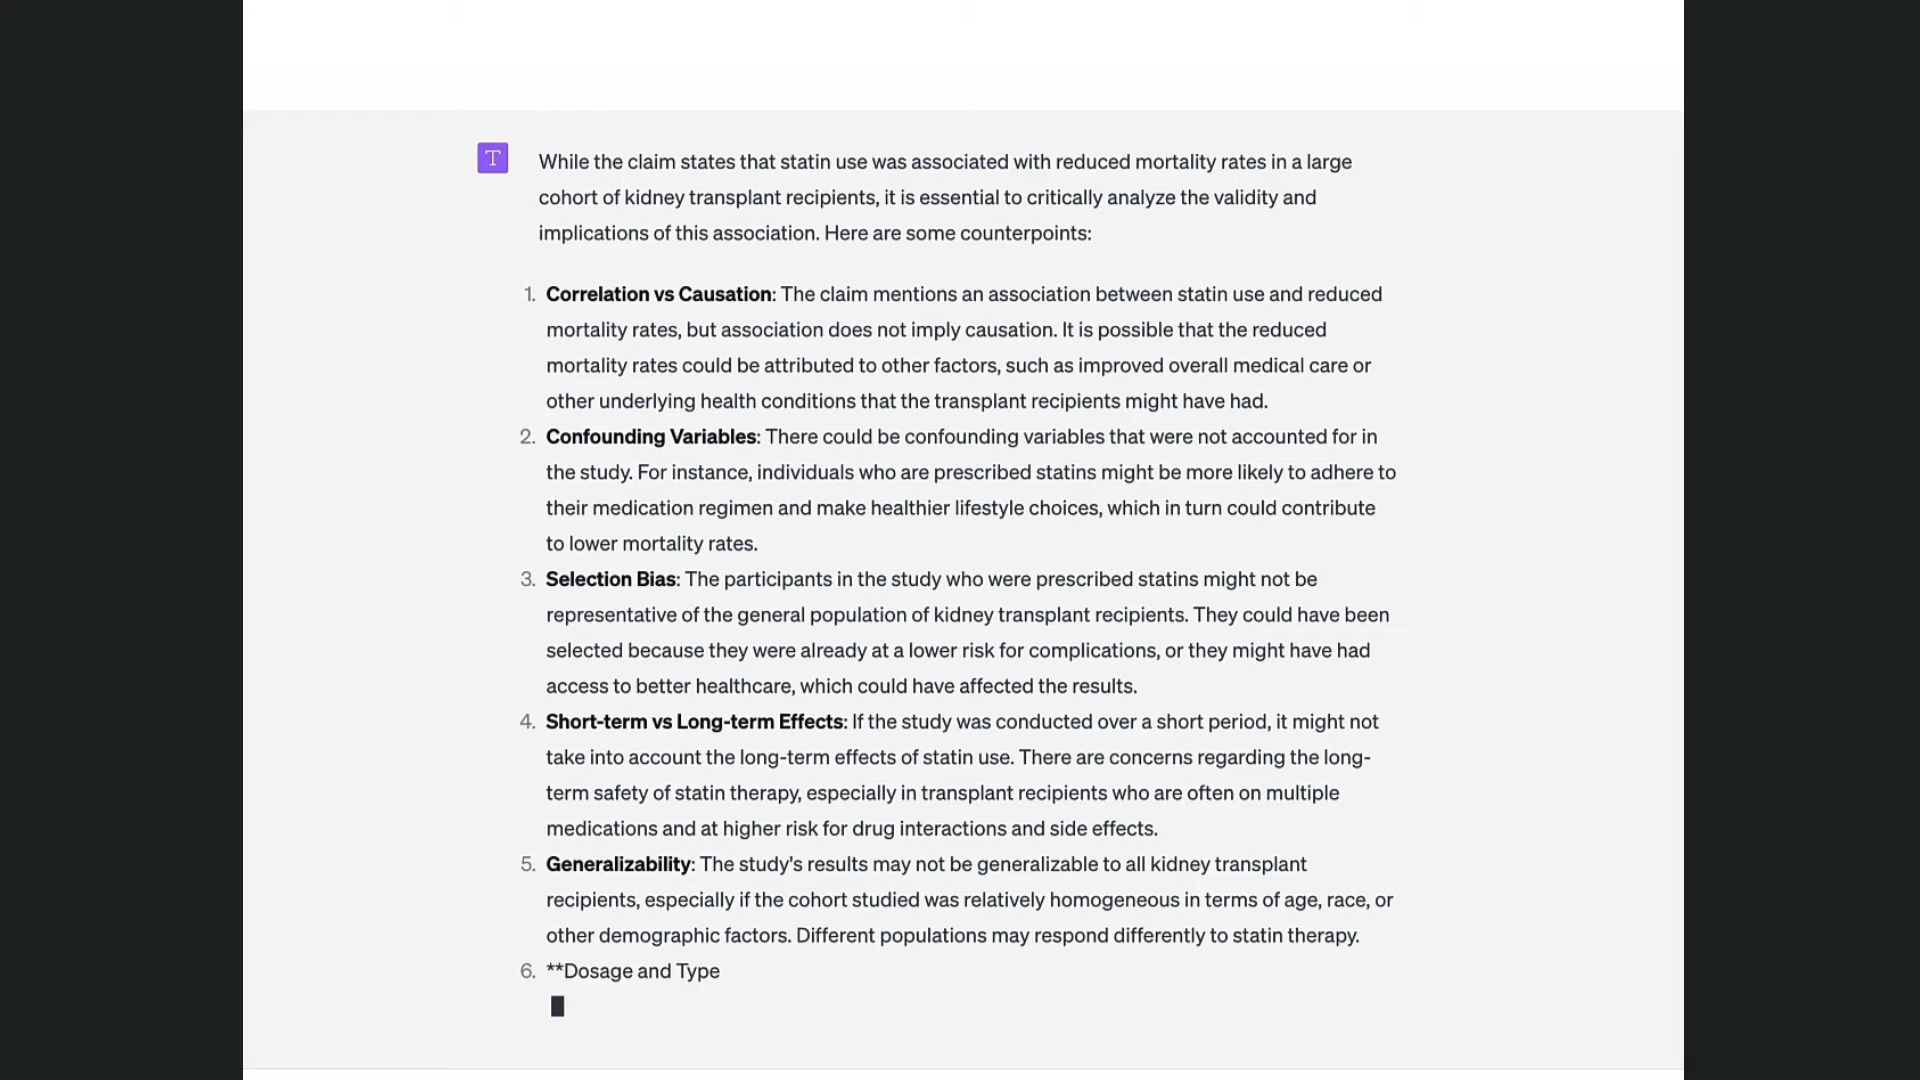 T
While the claim states that statin use was associated with reduced mortality rates in a large
cohort of kidney transplant recipients, it is essential to critically analyze the validity and
implications of this association. Here are some counterpoints:
1. Correlation vs Causation: The claim mentions an association between statin use and reduced
mortality rates, but association does not imply causation. It is possible that the reduced
mortality rates could be attributed to other factors, such as improved overall medical care or
other underlying health conditions that the transplant recipients might have had.
2. Confounding Variables: There could be confounding variables that were not accounted for in
the study. For instance, individuals who are prescribed statins might be more likely to adhere to
their medication regimen and make healthier lifestyle choices, which in turn could contribute
to lower mortality rates.
3. Selection Bias: The participants in the study who were prescribed statins might not be
representative of the general population of kidney transplant recipients. They could have been
selected because they were already at a lower risk for complications, or they might have had
access to better healthcare, which could have affected the results.
4. Short-term vs Long-term Effects: If the study was conducted over a short period, it might not
take into account the long-term effects of statin use. There are concerns regarding the long-
term safety of statin therapy, especially in transplant recipients who are often on multiple
medications and at higher risk for drug interactions and side effects.
5. Generalizability: The study's results may not be generalizable to all kidney transplant
recipients, especially if the cohort studied was relatively homogeneous in terms of age, race, or
other demographic factors. Different populations may respond differently to statin therapy.
6. **Dosage and Type